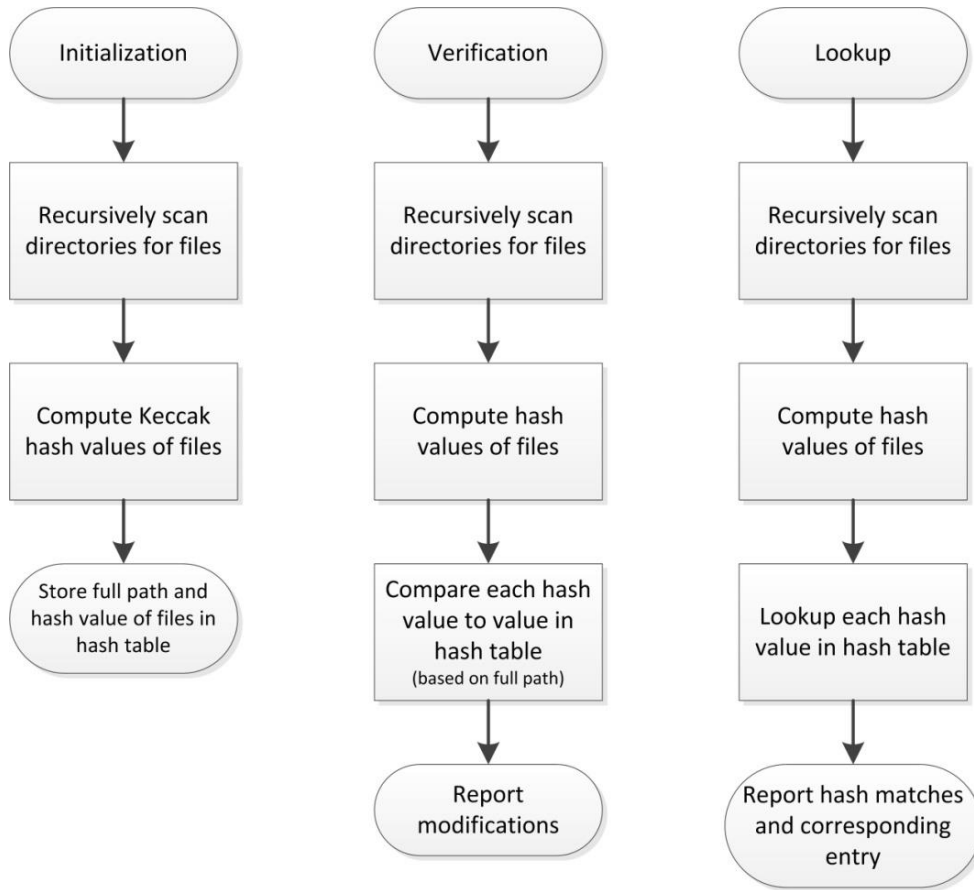 Initialization
Recursively scan
directories for files
Compute Keccak
hash values of files
Store full path and
hash value of files in
hash table
Verification
Recursively scan
directories for files
Compute hash
values of files
Compare each hash
value to value in
hash table
(based on full path)
Report
modifications
Lookup
Recursively scan
directories for files
Compute hash
values of files
Lookup each hash
value in hash table
Report hash matches
and corresponding
entry